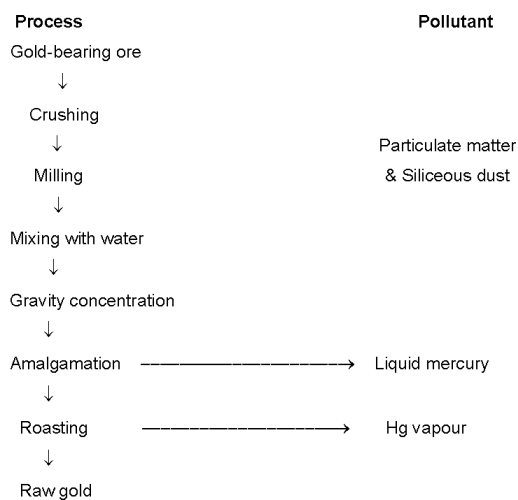 Process Pollutant
Gold-bearing ore
↓
Crushing
↓
Particulate matter
Milling & Siliceous dust
↓
Mixing with water
↓
Gravity concentration
↓
Amalgamation → Liquid mercury
↓
Roasting → Hg vapour
↓
Raw gold